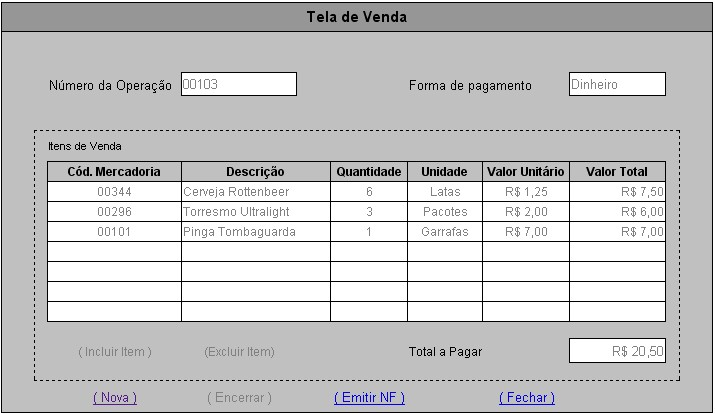 Tela de Venda
Número da Operação 00103 Forma de pagamento Dinheiro
Itens de Venda
Cód. Mercadoria Descrição Quantidade Unidade Valor Unitário Valor Total
00344 Cerveja Rottenbeer 6 Latas R$ 1,25 R$ 7,50
00296 Torresmo Ultralight 3 Pacotes R$ 2,00 R$ 6,00
00101 Pinga Tombaguarda 1 Garrafas R$ 7,00 R$ 7,00
( Incluir Item ) (Excluir Item) Total a Pagar R$ 20,50
( Nova ) ( Encerrar ) ( Emitir NF ) ( Fechar )